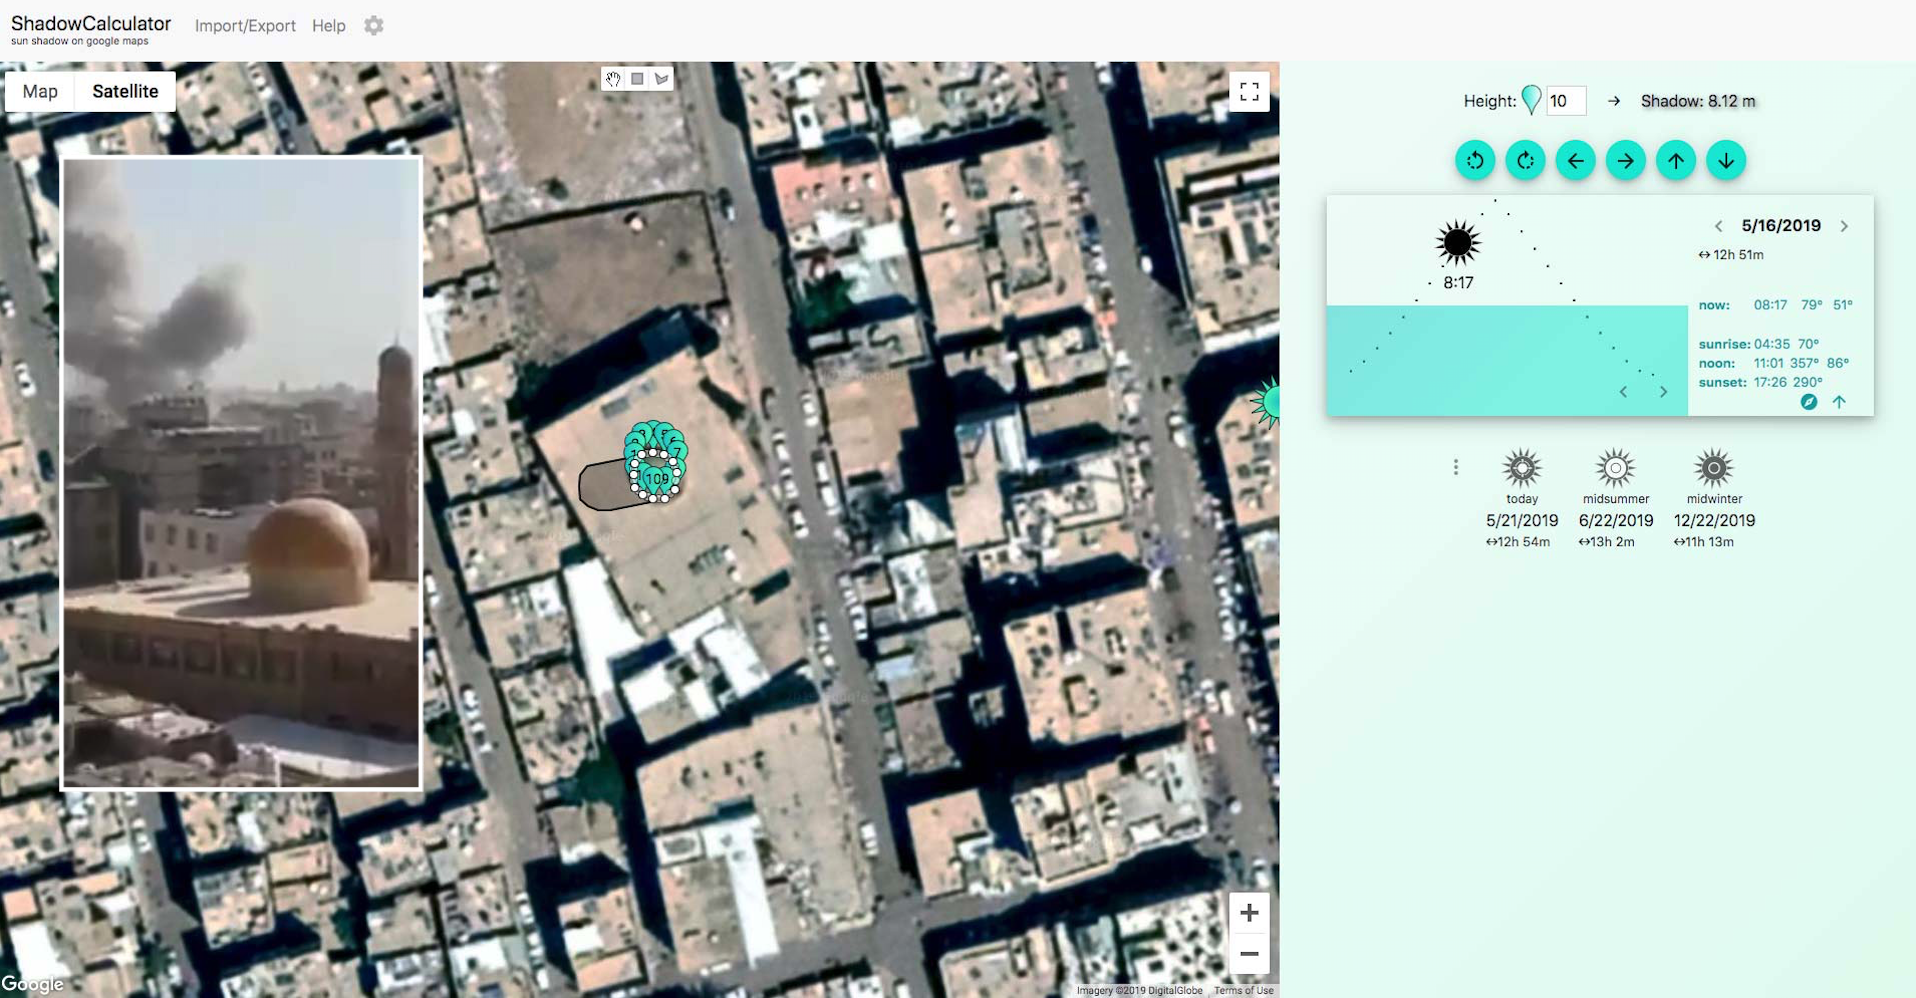 ShadowCalculator
sun shadow on google maps
Import/Export Help
Map Satellite
109
Google
Imagery ©2019 DigitalGlobe Terms of Use
Height: 10 → Shadow: 8.12 m
8:17
5/16/2019
↔ 12h 51m
now: 08:17 79° 51°
sunrise: 04:35 70°
noon: 11:01 357° 86°
sunset: 17:26 290°
today
5/21/2019
↔12h 54m
midsummer
6/22/2019
↔13h 2m
midwinter
12/22/2019
↔11h 13m